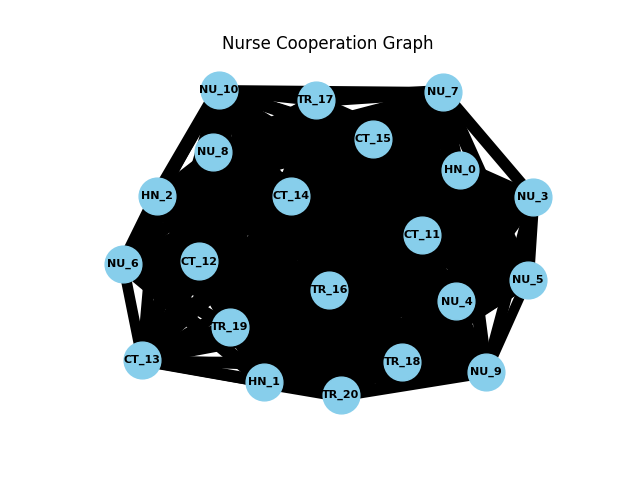 Nurse Cooperation Graph
NU_10
NU_7
TR_17
CT_15
NU_8
HN_0
HN_2
CT_14
NU_3
CT_11
CT_12
NU_6
NU_5
TR_16
NU_4
TR_19
CT_13
TR_18
NU_9
HN_1
TR_20